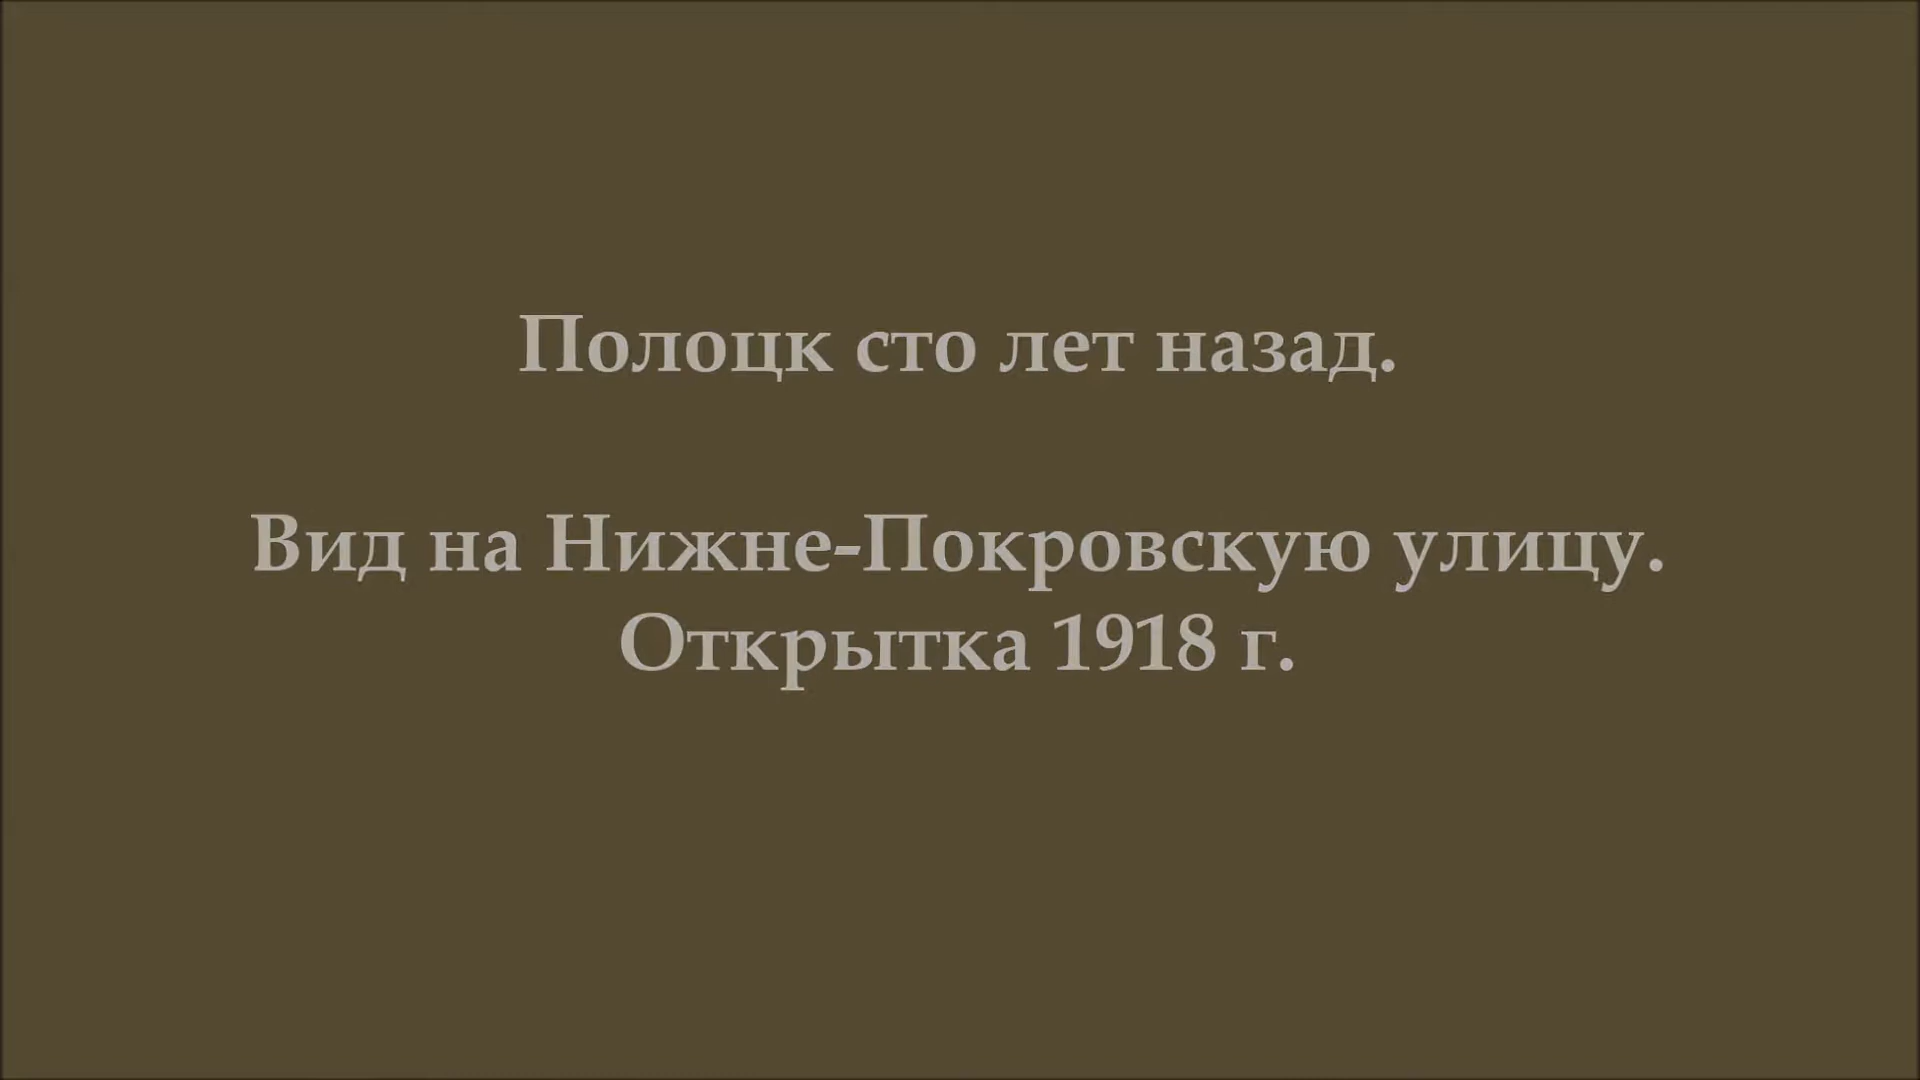 Полоцк сто лет назад.
Вид на Нижне-Покровскую улицу.
Открытка 1918 г.